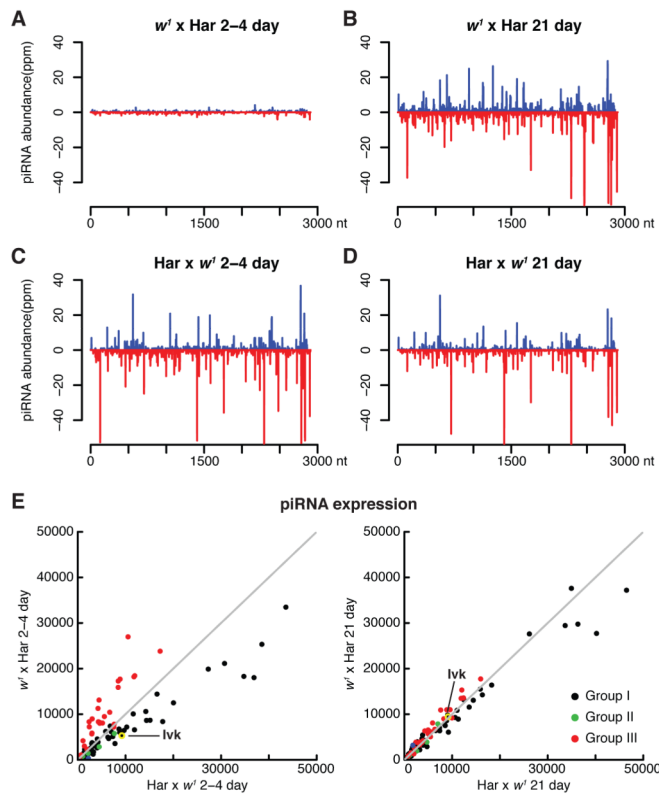 A
w¹ x Har 2–4 day
B
w¹ x Har 21 day
piRNA abundance(ppm)
40
20
0
−20
−40
0
1500
3000 nt
40
20
0
−20
−40
0
1500
3000 nt
C
Har x w¹ 2–4 day
D
Har x w¹ 21 day
piRNA abundance(ppm)
40
20
0
−20
−40
0
1500
3000 nt
40
20
0
−20
−40
0
1500
3000 nt
E
piRNA expression
w¹ x Har 2–4 day
50000
40000
30000
20000
10000
0
Ivk
10000
30000
50000
Har x w¹ 2–4 day
w¹ x Har 21 day
50000
40000
30000
20000
10000
0
Ivk
Group I
Group II
Group III
10000
30000
50000
Har x w¹ 21 day